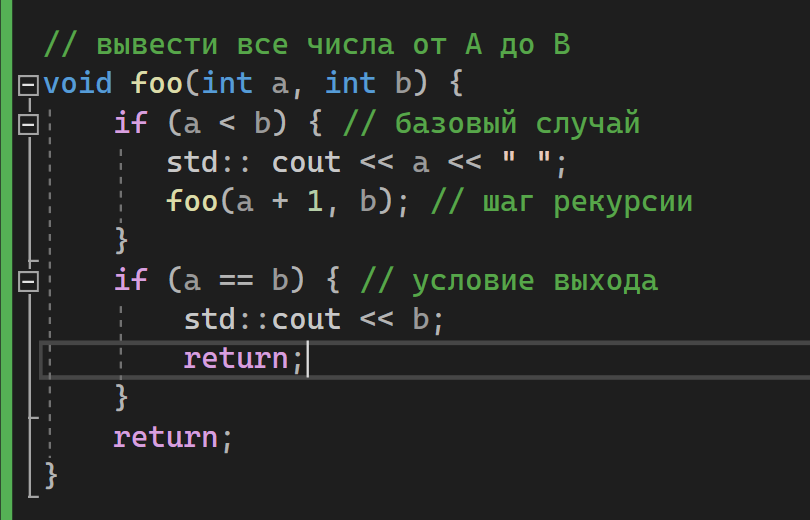 // вывести все числа от A до B
void foo(int a, int b) {
if (a < b) { // базовый случай
std:: cout << a << " ";
foo(a + 1, b); // шаг рекурсии
}
if (a == b) { // условие выхода
std::cout << b;
return;
}
return;
}